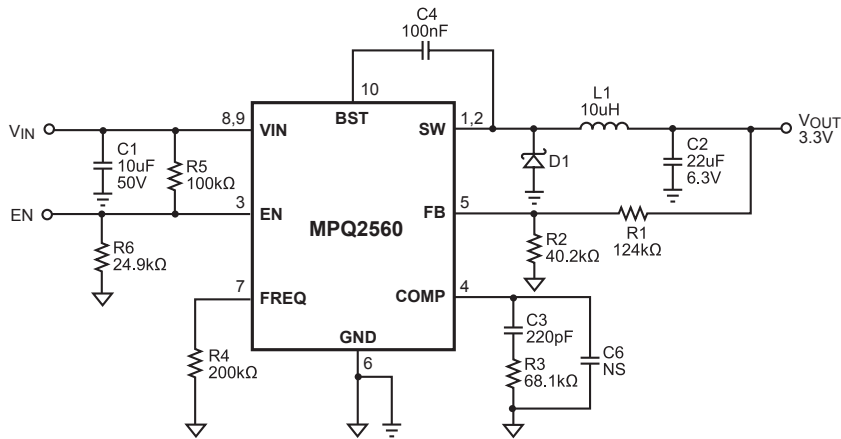 C4
100nF
10
BST
VIN
8,9
VIN
C1
10uF
50V
R5
100kΩ
EN
3
EN
R6
24.9kΩ
7
FREQ
R4
200kΩ
MPQ2560
GND
6
SW
1,2
L1
10uH
VOUT
3.3V
D1
C2
22uF
6.3V
FB
5
R2
40.2kΩ
R1
124kΩ
COMP
4
C3
220pF
R3
68.1kΩ
C6
NS